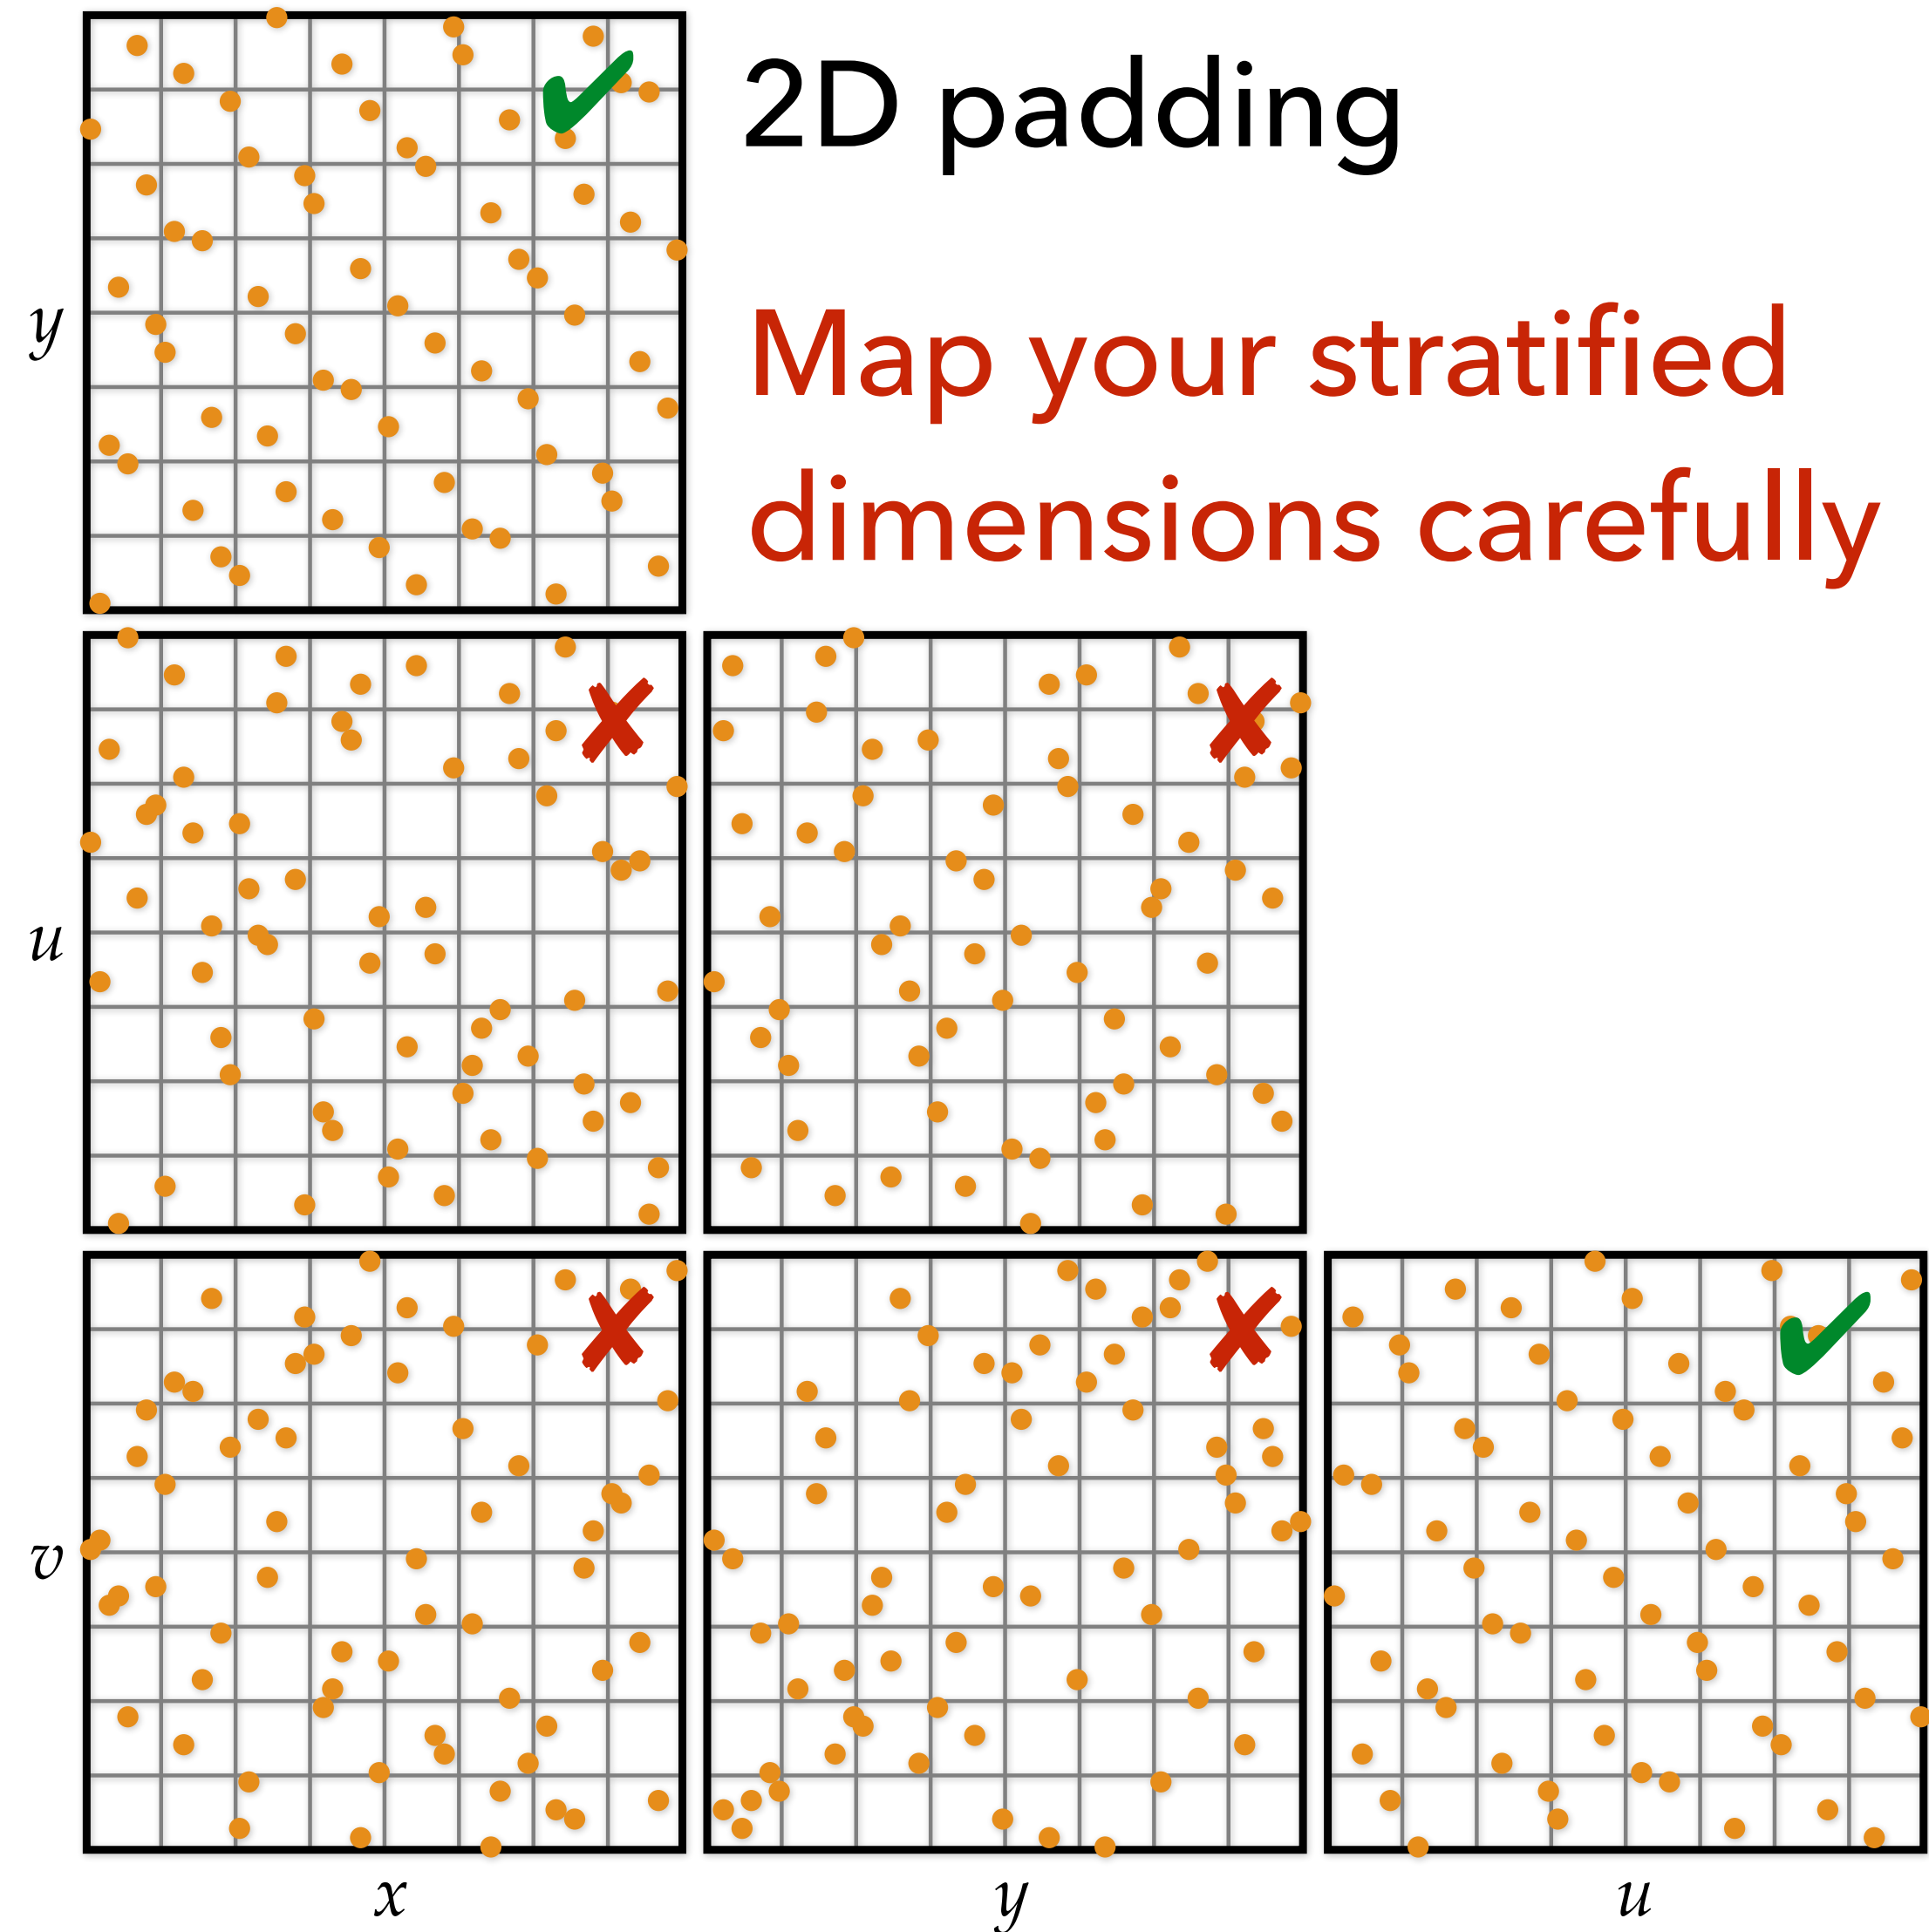 2D padding
Map your stratified
dimensions carefully
y
u
v
x
y
u